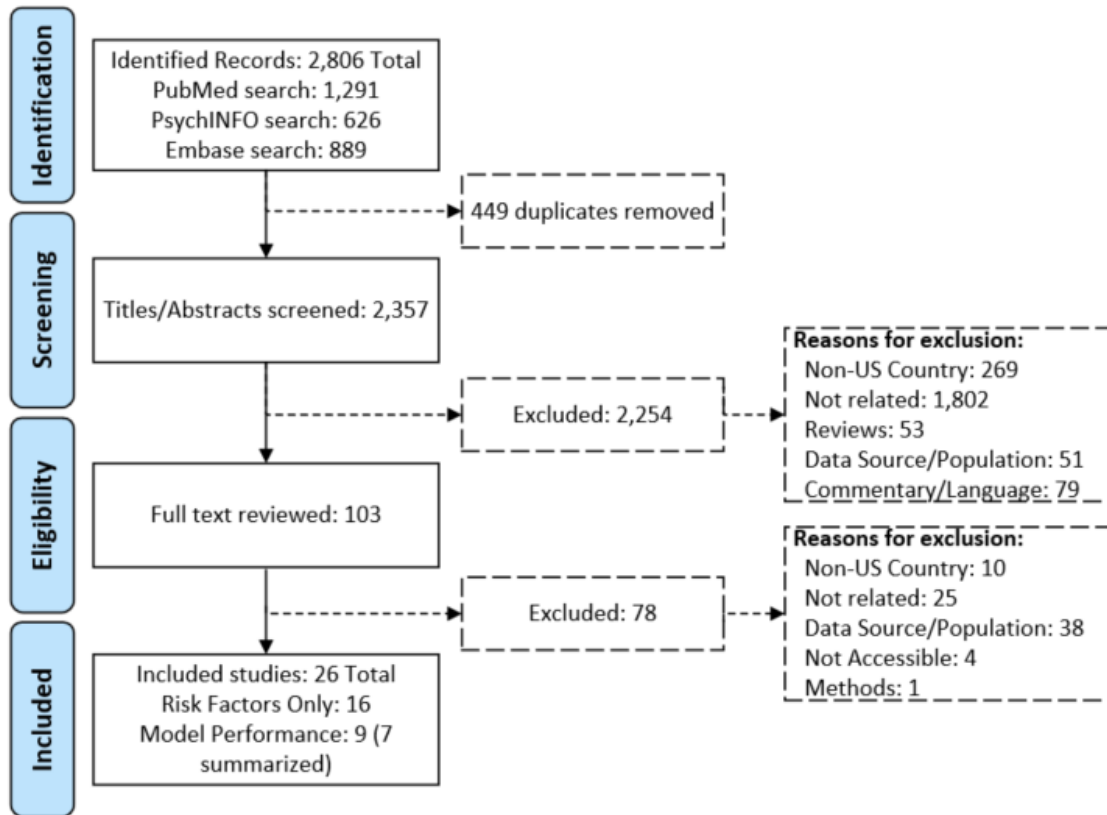 Identification
Identified Records: 2,806 Total
PubMed search: 1,291
PsychINFO search: 626
Embase search: 889
449 duplicates removed
Screening
Titles/Abstracts screened: 2,357
Excluded: 2,254
Reasons for exclusion:
Non-US Country: 269
Not related: 1,802
Reviews: 53
Data Source/Population: 51
Commentary/Language: 79
Eligibility
Full text reviewed: 103
Excluded: 78
Reasons for exclusion:
Non-US Country: 10
Not related: 25
Data Source/Population: 38
Not Accessible: 4
Methods: 1
Included
Included studies: 26 Total
Risk Factors Only: 16
Model Performance: 9 (7
summarized)